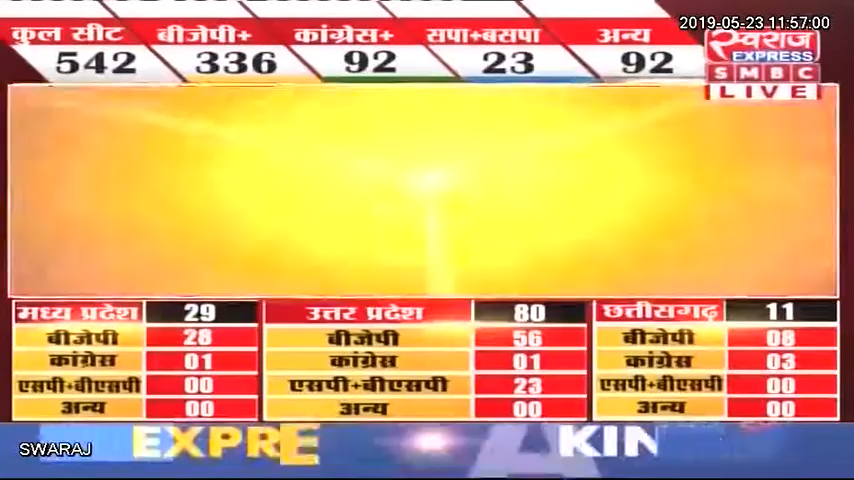 2019-05-23 11:57:00
कुल सीट बीजेपी+ कांग्रेस+ सपा+बसपा अन्य
542 336 92 23 92
स्वराज
EXPRESS
SMBC
LIVE
मध्य प्रदेश 29 उत्तर प्रदेश 80 छत्तीसगढ़ 11
बीजेपी 28 बीजेपी 56 बीजेपी 08
कांग्रेस 01 कांग्रेस 01 कांग्रेस 03
एसपी+बीएसपी 00 एसपी+बीएसपी 23 एसपी+बीएसपी 00
अन्य 00 अन्य 00 अन्य 00
SWARAJ EXPRE AKIN